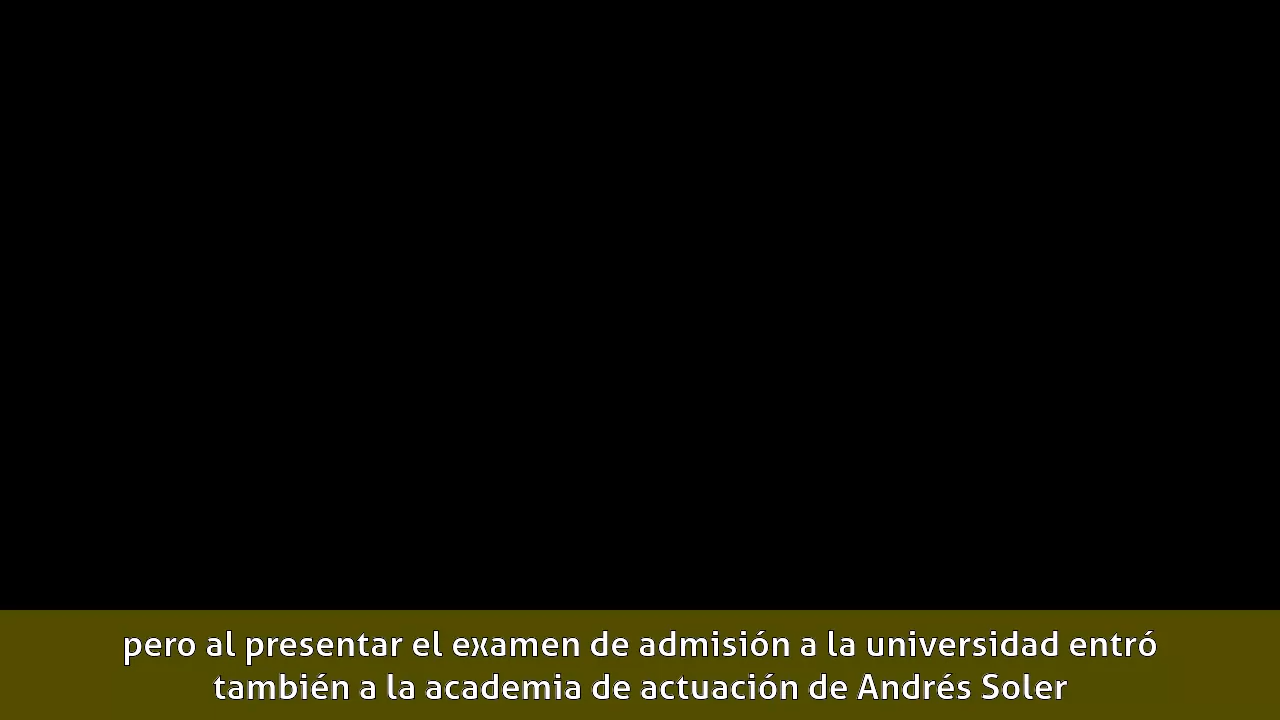 pero al presentar el examen de admisión a la universidad entró
también a la academia de actuación de Andrés Soler